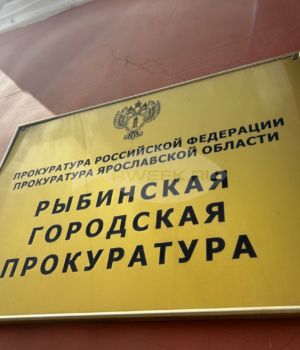 ПРОКУРАТУРА РОССИЙСКОЙ ФЕДЕРАЦИИ
ПРОКУРАТУРА ЯРОСЛАВСКОЙ ОБЛАСТИ
РЫБИНСКАЯ
ГОРОДСКАЯ
ПРОКУРАТУРА